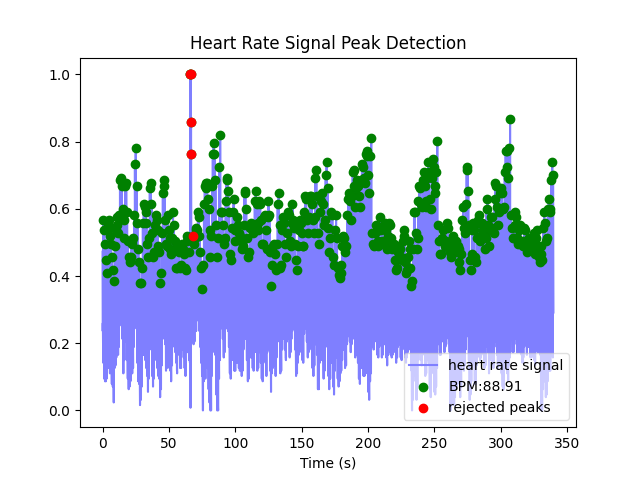 Heart Rate Signal Peak Detection
1.0
0.8
0.6
0.4
0.2
0.0
heart rate signal
BPM:88.91
rejected peaks
0 50 100 150 200 250 300 350
Time (s)